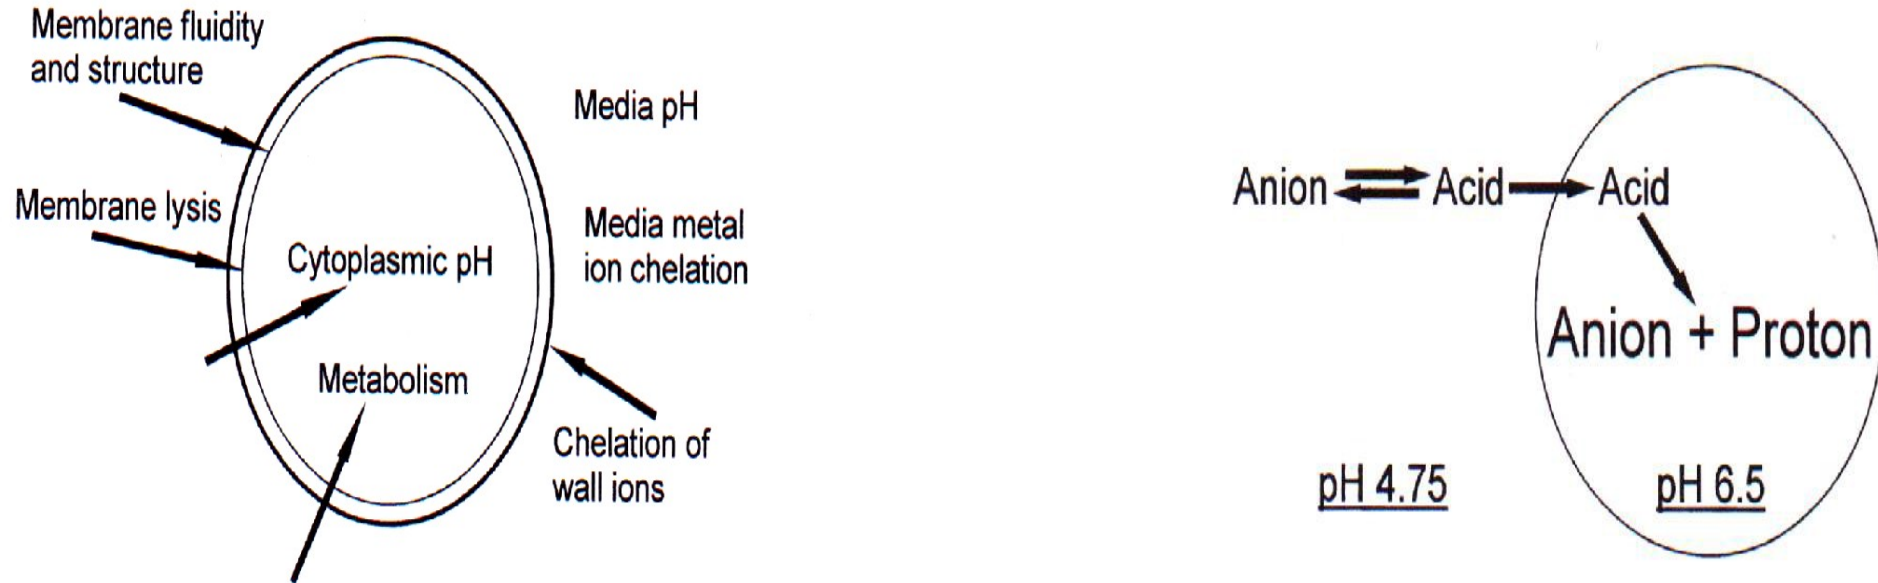 Membrane fluidity
and structure
Media pH
Membrane lysis
Media metal
ion chelation
Cytoplasmic pH
Metabolism
Chelation of
wall ions
Anion
Acid
Acid
Anion + Proton
pH 4.75
pH 6.5